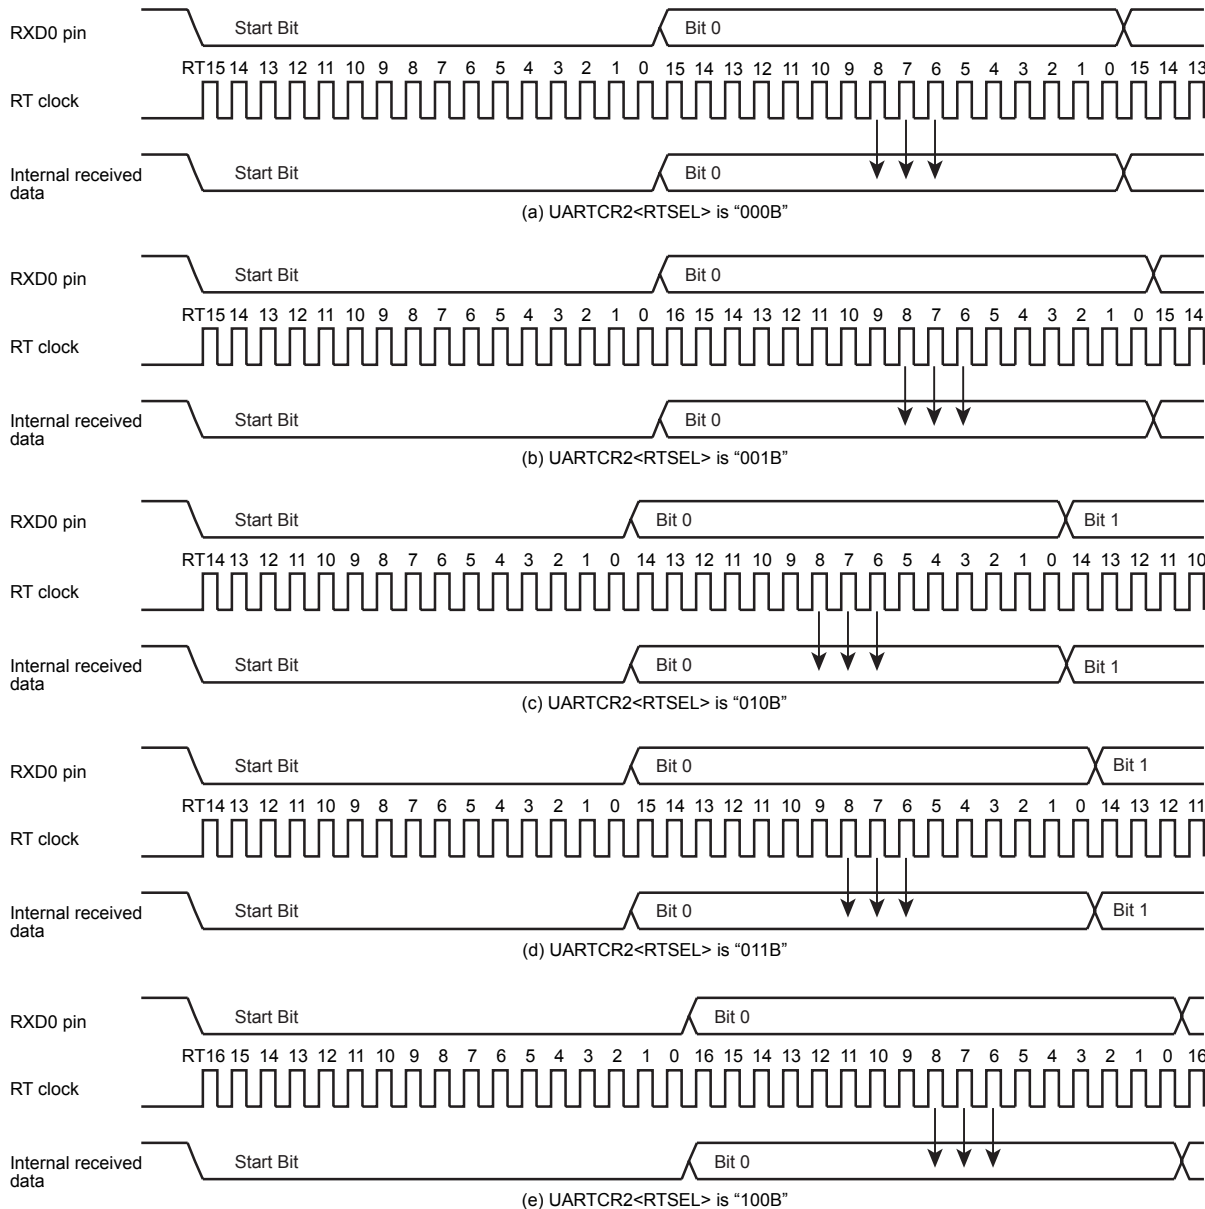 RXD0 pin Start Bit Bit 0
RT15 14 13 12 11 10 9 8 7 6 5 4 3 2 1 0 15 14 13 12 11 10 9 8 7 6 5 4 3 2 1 0 15 14 13
RT clock
Internal received data Start Bit Bit 0
(a) UARTCR2<RTSEL> is “000B”
RXD0 pin Start Bit Bit 0
RT15 14 13 12 11 10 9 8 7 6 5 4 3 2 1 0 16 15 14 13 12 11 10 9 8 7 6 5 4 3 2 1 0 15 14
RT clock
Internal received data Start Bit Bit 0
(b) UARTCR2<RTSEL> is “001B”
RXD0 pin Start Bit Bit 0 Bit 1
RT14 13 12 11 10 9 8 7 6 5 4 3 2 1 0 14 13 12 11 10 9 8 7 6 5 4 3 2 1 0 14 13 12 11 10
RT clock
Internal received data Start Bit Bit 0 Bit 1
(c) UARTCR2<RTSEL> is “010B”
RXD0 pin Start Bit Bit 0 Bit 1
RT14 13 12 11 10 9 8 7 6 5 4 3 2 1 0 15 14 13 12 11 10 9 8 7 6 5 4 3 2 1 0 14 13 12 11
RT clock
Internal received data Start Bit Bit 0 Bit 1
(d) UARTCR2<RTSEL> is “011B”
RXD0 pin Start Bit Bit 0
RT16 15 14 13 12 11 10 9 8 7 6 5 4 3 2 1 0 16 15 14 13 12 11 10 9 8 7 6 5 4 3 2 1 0 16
RT clock
Internal received data Start Bit Bit 0
(e) UARTCR2<RTSEL> is “100B”